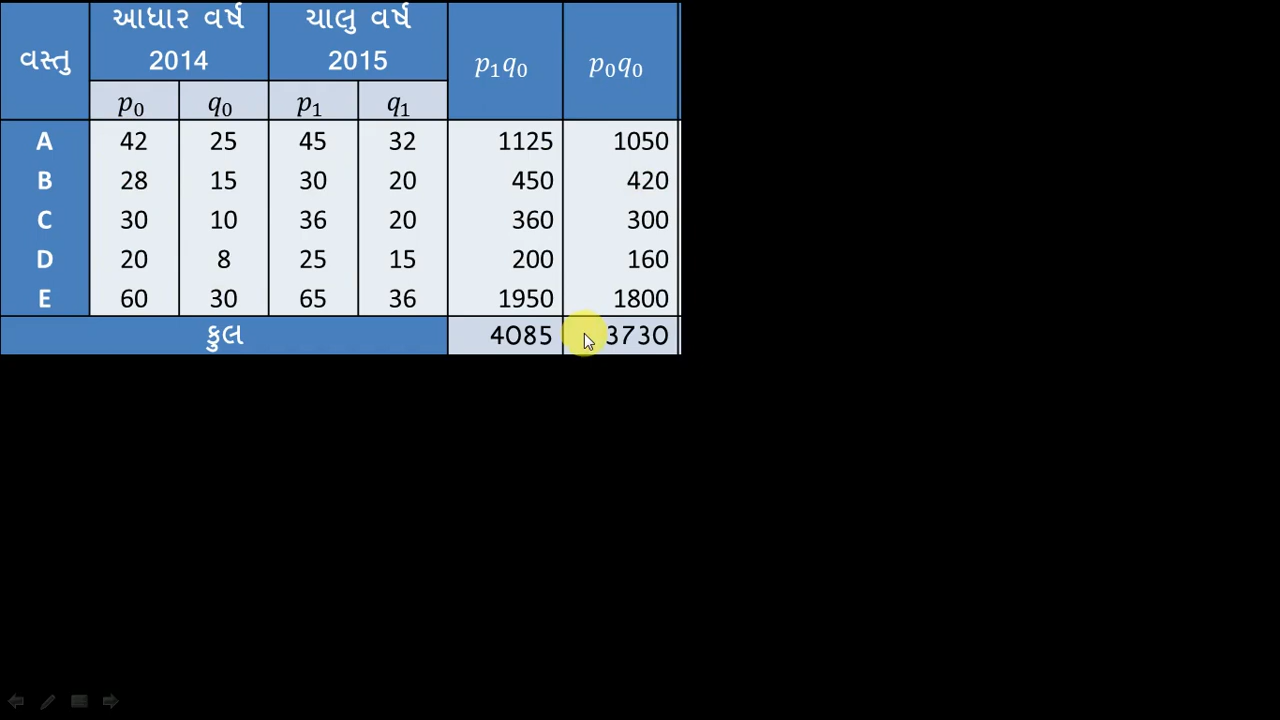 વસ્તુ આધાર વર્ષ 2014 ચાલુ વર્ષ 2015 p₁q₀ p₀q₀
p₀ q₀ p₁ q₁
A 42 25 45 32 1125 1050
B 28 15 30 20 450 420
C 30 10 36 20 360 300
D 20 8 25 15 200 160
E 60 30 65 36 1950 1800
કુલ 4085 3730